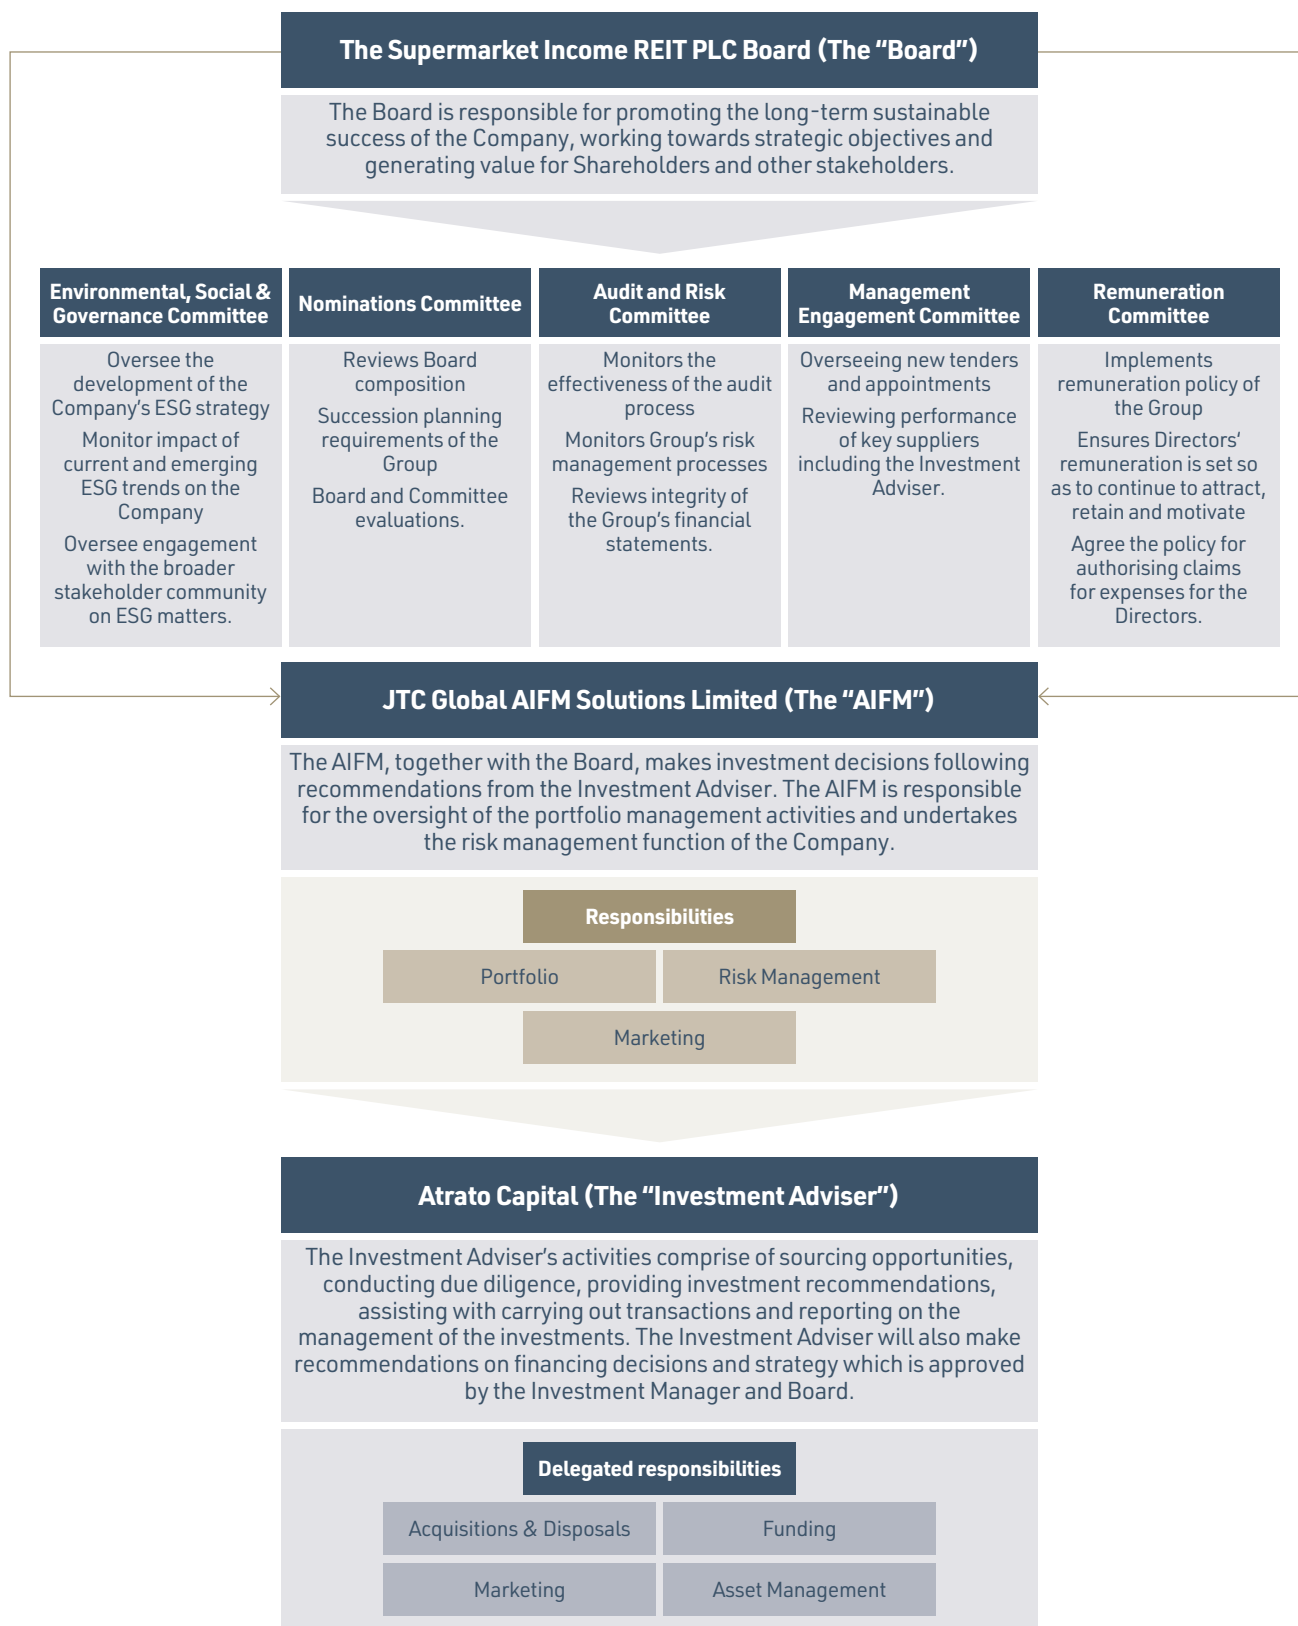 The Supermarket Income REIT PLC Board (The “Board”)
The Board is responsible for promoting the long-term sustainable
success of the Company, working towards strategic objectives and
generating value for Shareholders and other stakeholders.
Environmental, Social &
Governance Committee
Oversee the
development of the
Company’s ESG strategy
Monitor impact of
current and emerging
ESG trends on the
Company
Oversee engagement
with the broader
stakeholder community
on ESG matters.
Nominations Committee
Reviews Board
composition
Succession planning
requirements of the
Group
Board and Committee
evaluations.
Audit and Risk
Committee
Monitors the
effectiveness of the audit
process
Monitors Group’s risk
management processes
Reviews integrity of
the Group’s financial
statements.
Management
Engagement Committee
Overseeing new tenders
and appointments
Reviewing performance
of key suppliers
including the Investment
Adviser.
Remuneration
Committee
Implements
remuneration policy of
the Group
Ensures Directors‘
remuneration is set so
as to continue to attract,
retain and motivate
Agree the policy for
authorising claims
for expenses for the
Directors.
JTC Global AIFM Solutions Limited (The “AIFM”)
The AIFM, together with the Board, makes investment decisions following
recommendations from the Investment Adviser. The AIFM is responsible
for the oversight of the portfolio management activities and undertakes
the risk management function of the Company.
Responsibilities
Portfolio
Risk Management
Marketing
Atrato Capital (The “Investment Adviser”)
The Investment Adviser’s activities comprise of sourcing opportunities,
conducting due diligence, providing investment recommendations,
assisting with carrying out transactions and reporting on the
management of the investments. The Investment Adviser will also make
recommendations on financing decisions and strategy which is approved
by the Investment Manager and Board.
Delegated responsibilities
Acquisitions & Disposals
Funding
Marketing
Asset Management